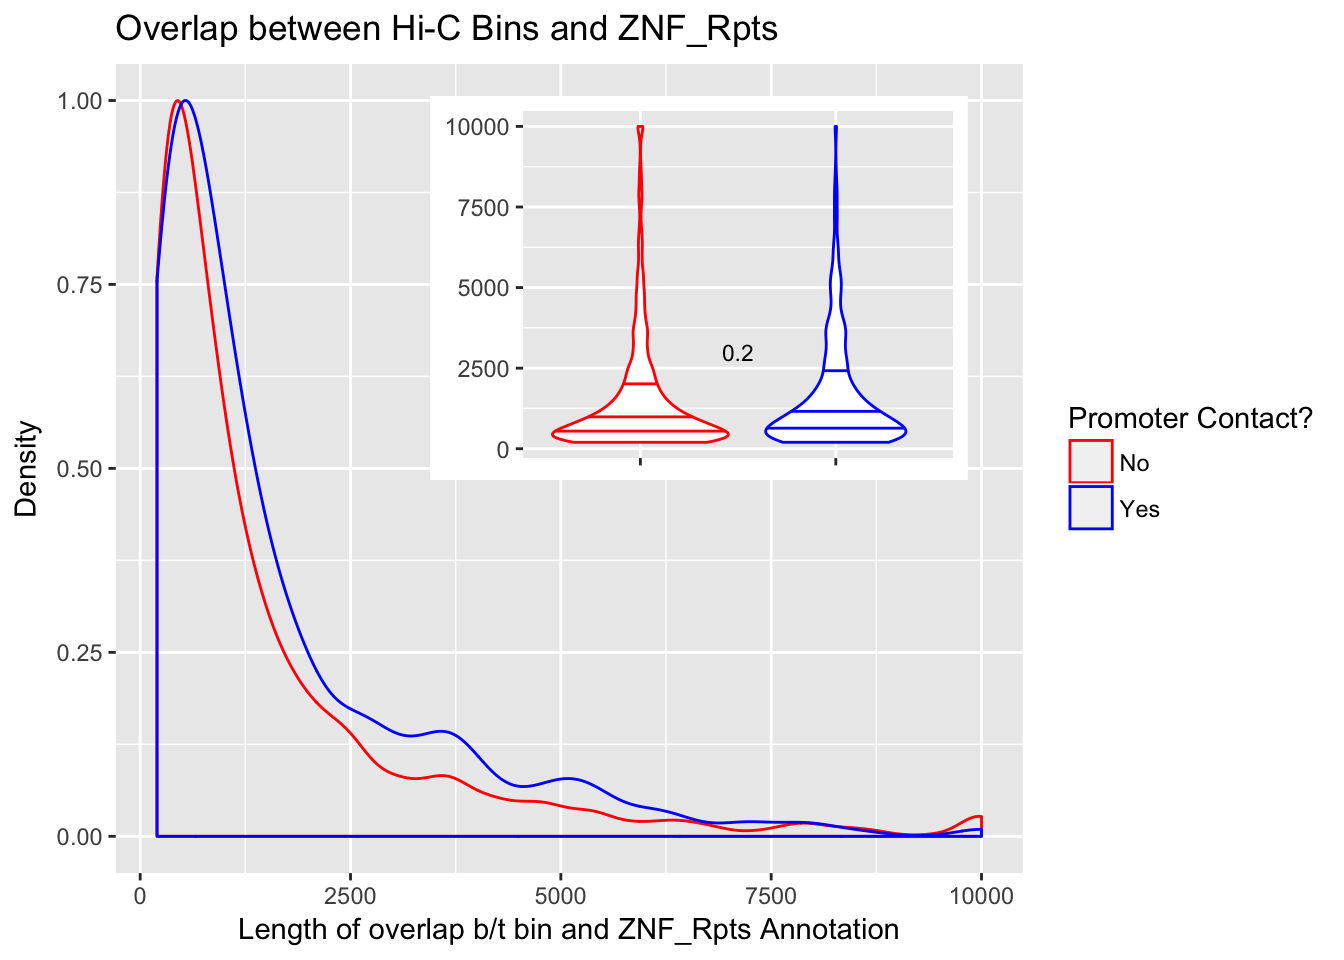 Overlap between Hi-C Bins and ZNF_Rpts
1.00
0.75
0.50
0.25
0.00
Density
10000
7500
5000
2500
0
0.2
0 2500 5000 7500 10000
Length of overlap b/t bin and ZNF_Rpts Annotation
Promoter Contact?
No
Yes